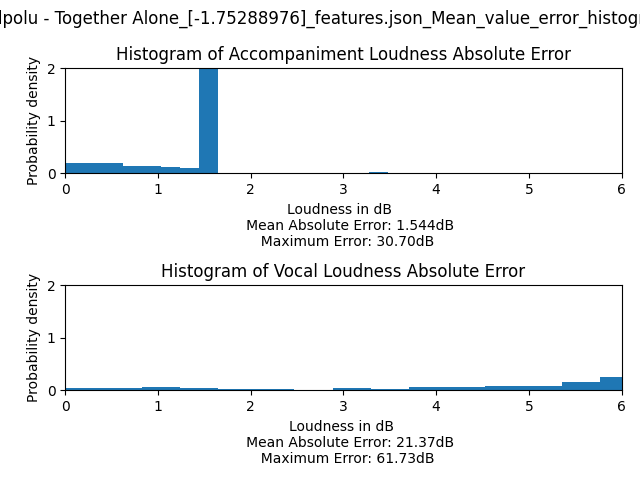 lpolu - Together Alone_[-1.75288976]_features.json_Mean_value_error_histogr
Histogram of Accompaniment Loudness Absolute Error
Probability density
2
1
0
0 1 2 3 4 5 6
Loudness in dB
Mean Absolute Error: 1.544dB
Maximum Error: 30.70dB
Histogram of Vocal Loudness Absolute Error
Probability density
2
1
0
0 1 2 3 4 5 6
Loudness in dB
Mean Absolute Error: 21.37dB
Maximum Error: 61.73dB